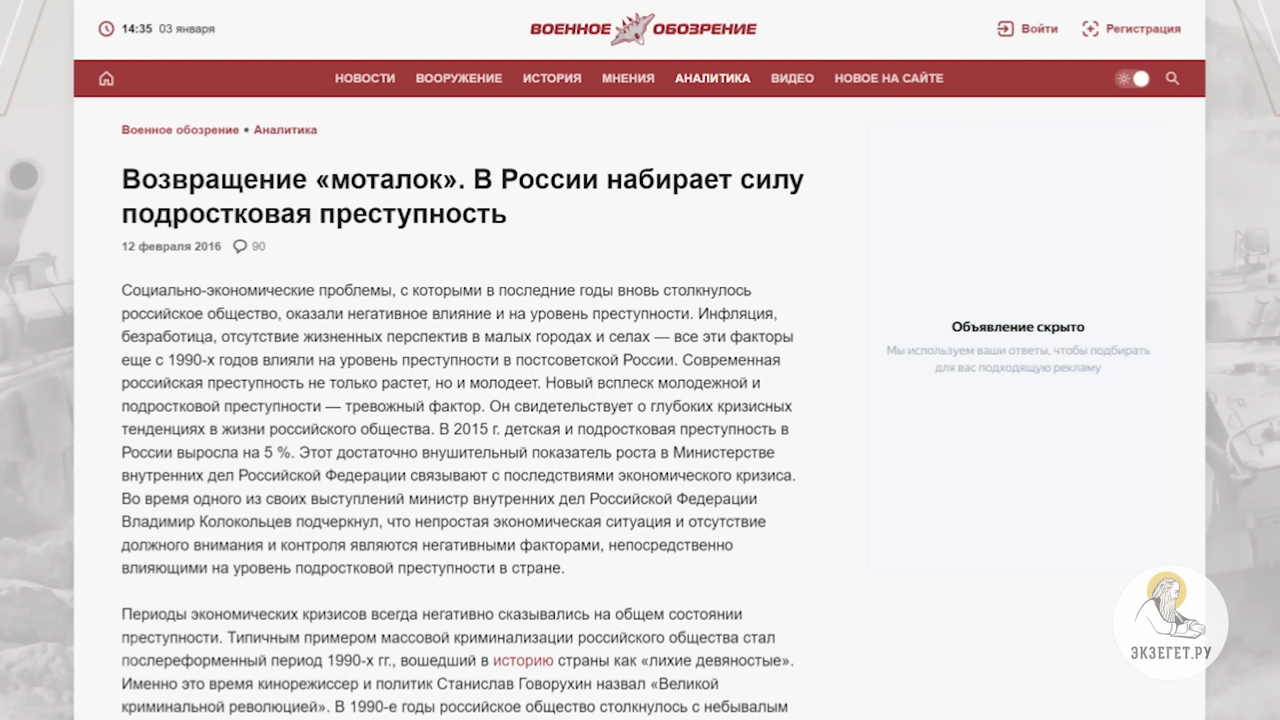 14:35 03 января
ВОЕННОЕ ОБОЗРЕНИЕ
Войти
Регистрация
НОВОСТИ ВООРУЖЕНИЕ ИСТОРИЯ МНЕНИЯ АНАЛИТИКА ВИДЕО НОВОЕ НА САЙТЕ
Военное обозрение • Аналитика
Возвращение «моталок». В России набирает силу
подростковая преступность
12 февраля 2016 90
Социально-экономические проблемы, с которыми в последние годы вновь столкнулось
российское общество, оказали негативное влияние и на уровень преступности. Инфляция,
безработица, отсутствие жизненных перспектив в малых городах и селах — все эти факторы
еще с 1990-х годов влияли на уровень преступности в постсоветской России. Современная
российская преступность не только растет, но и молодеет. Новый всплеск молодежной и
подростковой преступности — тревожный фактор. Он свидетельствует о глубоких кризисных
тенденциях в жизни российского общества. В 2015 г. детская и подростковая преступность в
России выросла на 5 %. Этот достаточно внушительный показатель роста в Министерстве
внутренних дел Российской Федерации связывают с последствиями экономического кризиса.
Во время одного из своих выступлений министр внутренних дел Российской Федерации
Владимир Колокольцев подчеркнул, что непростая экономическая ситуация и отсутствие
должного внимания и контроля являются негативными факторами, непосредственно
влияющими на уровень подростковой преступности в стране.
Периоды экономических кризисов всегда негативно сказывались на общем состоянии
преступности. Типичным примером массовой криминализации российского общества стал
послереформенный период 1990-х гг., вошедший в историю страны как «лихие девяностые».
Именно это время кинорежиссер и политик Станислав Говорухин назвал «Великой
криминальной революцией». В 1990-е годы российское общество столкнулось с небывалым
Объявление скрыто
Мы используем ваши ответы, чтобы подбирать
для вас подходящую рекламу
ЭКЗЕГЕТ.РУ